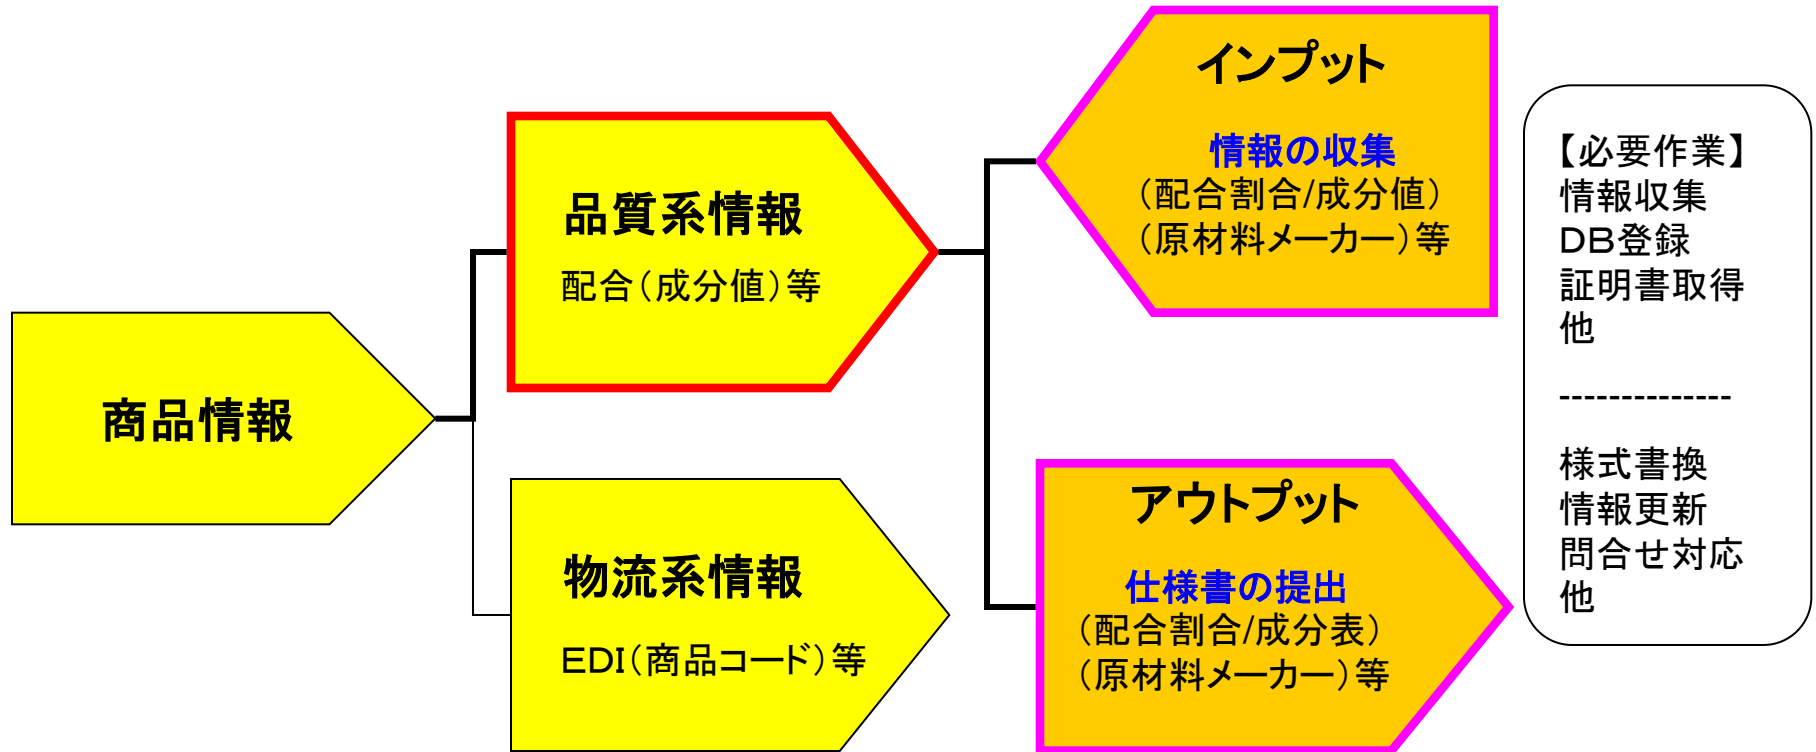 商品情報
品質系情報
配合（成分値）等
物流系情報
EDI（商品コード）等
インプット
情報の収集
（配合割合/成分値）
（原材料メーカー）等
アウトプット
仕様書の提出
（配合割合/成分表）
（原材料メーカー）等
【必要作業】
情報収集
ＤＢ登録
証明書取得
他
--------------
様式書換
情報更新
問合せ対応
他